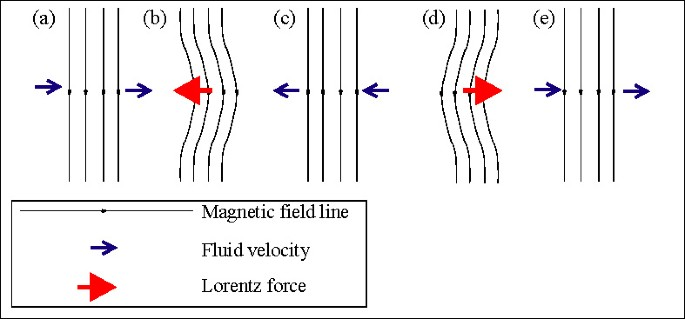 (a) (b) (c) (d) (e)
Magnetic field line
Fluid velocity
Lorentz force